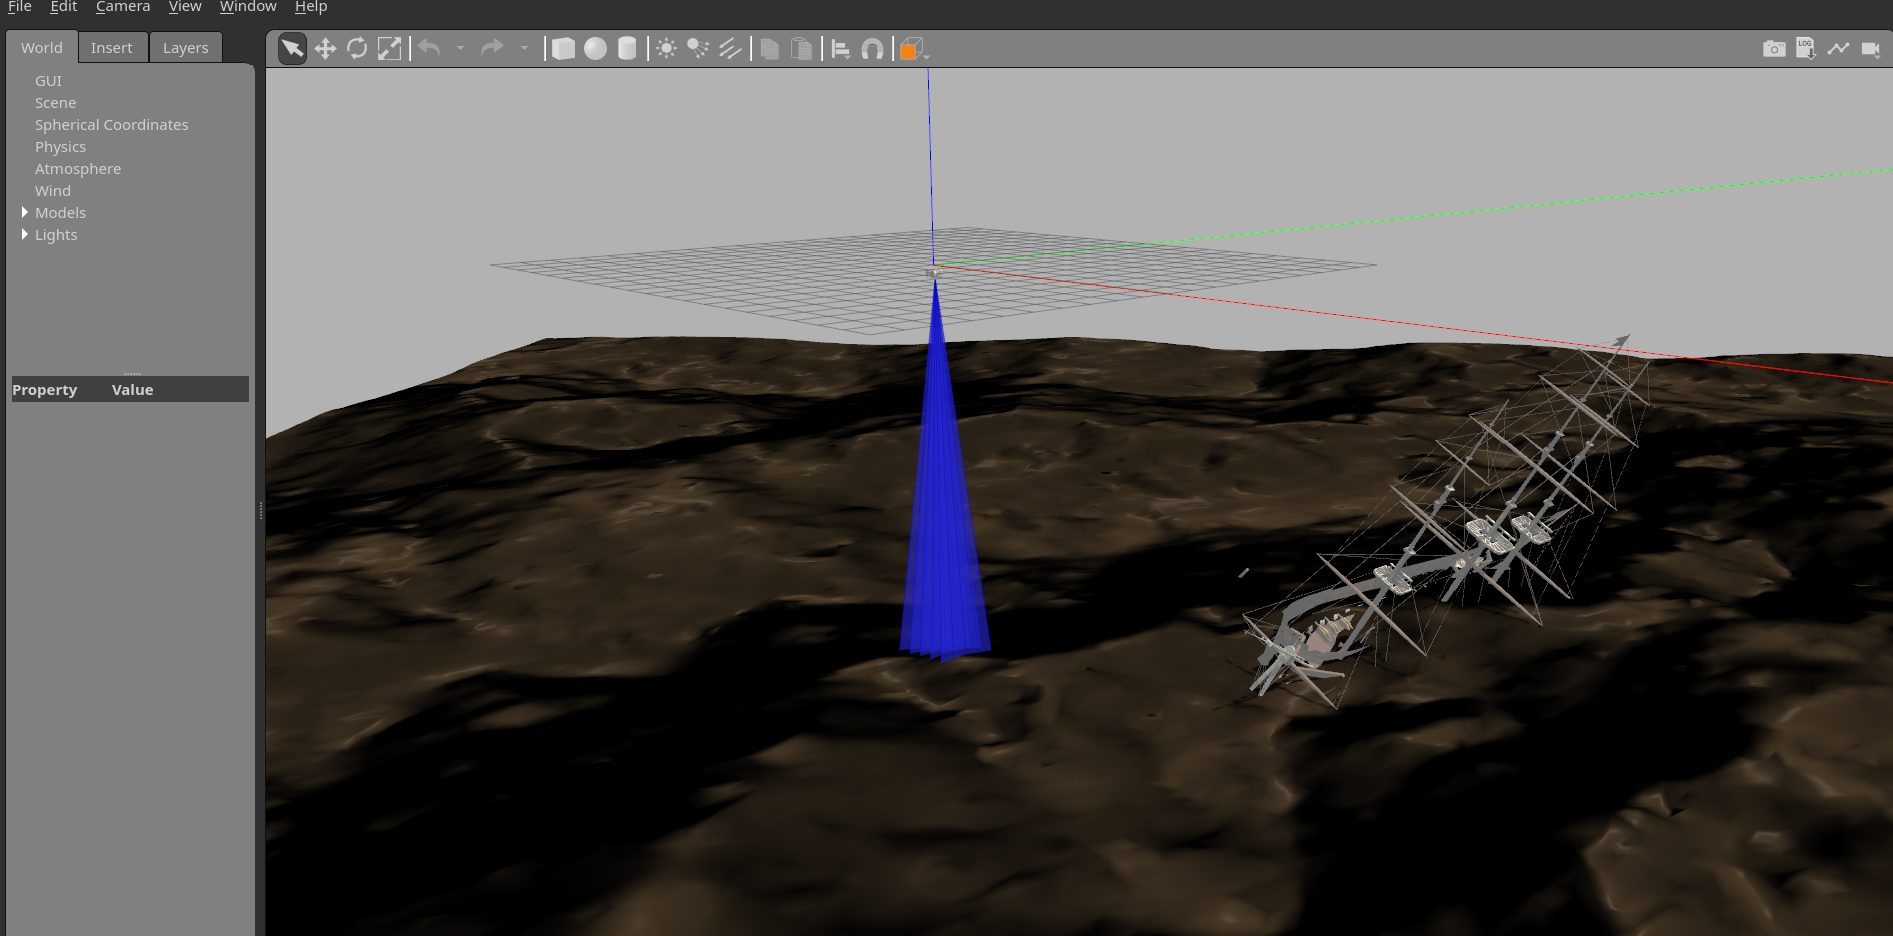 File Edit Camera View Window Help
World Insert Layers
LOG
GUI
Scene
Spherical Coordinates
Physics
Atmosphere
Wind
Models
Lights
Property Value